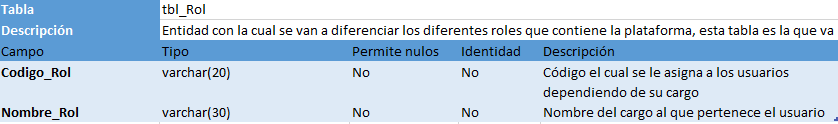 Tabla tbl_Rol
Descripción Entidad con la cual se van a diferenciar los diferentes roles que contiene la plataforma, esta tabla es la que va
Campo Tipo Permite nulos Identidad Descripción
Codigo_Rol varchar(20) No No Código el cual se le asigna a los usuarios
dependiendo de su cargo
Nombre_Rol varchar(30) No No Nombre del cargo al que pertenece el usuario